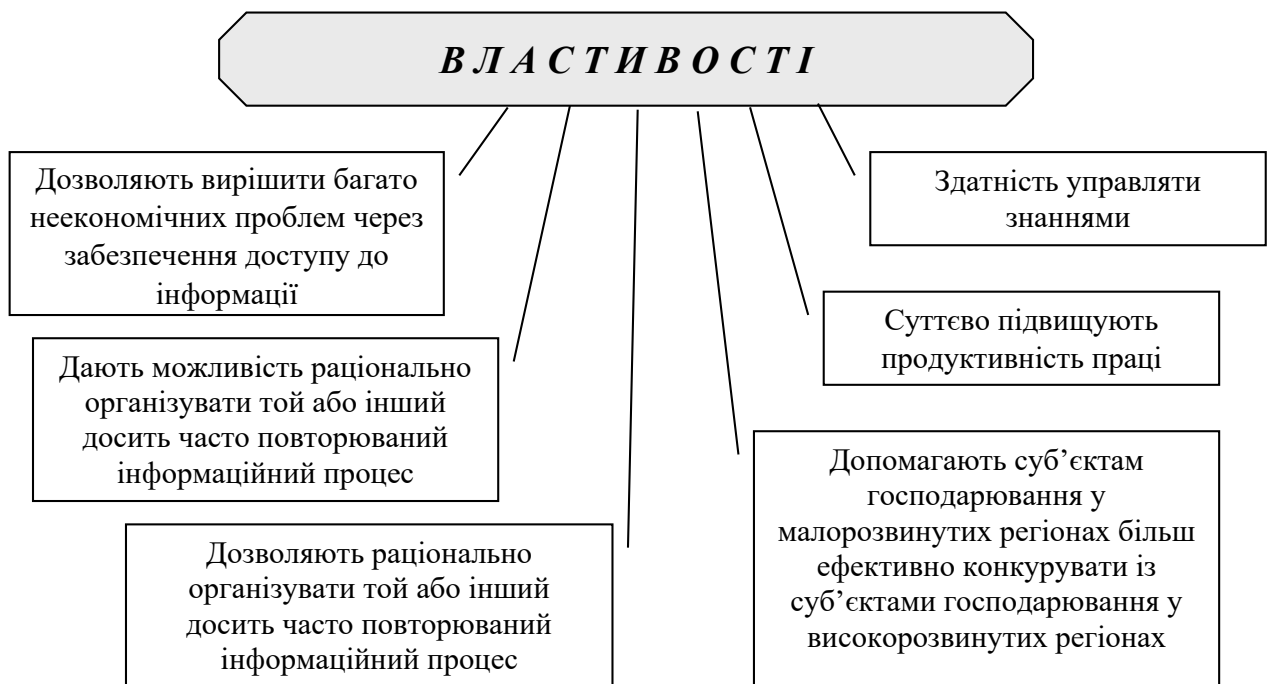 ВЛАСТИВОСТІ
Дозволяють вирішити багато
неекономічних проблем через
забезпечення доступу до
інформації
Дають можливість раціонально
організувати той або інший
досить часто повторюваний
інформаційний процес
Дозволяють раціонально
організувати той або інший
досить часто повторюваний
інформаційний процес
Здатність управляти
знаннями
Суттєво підвищують
продуктивність праці
Допомагають суб’єктам
господарювання у
малорозвинутих регіонах більш
ефективно конкурувати із
суб’єктами господарювання у
високорозвинутих регіонах